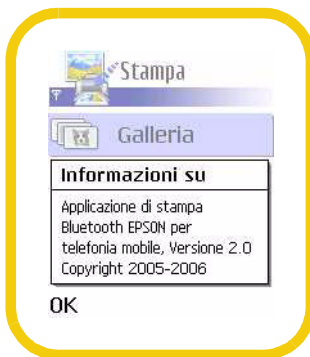 Stampa
Galleria
Informazioni su
Applicazione di stampa
Bluetooth EPSON per
telefonia mobile, Versione 2.0
Copyright 2005-2006
OK